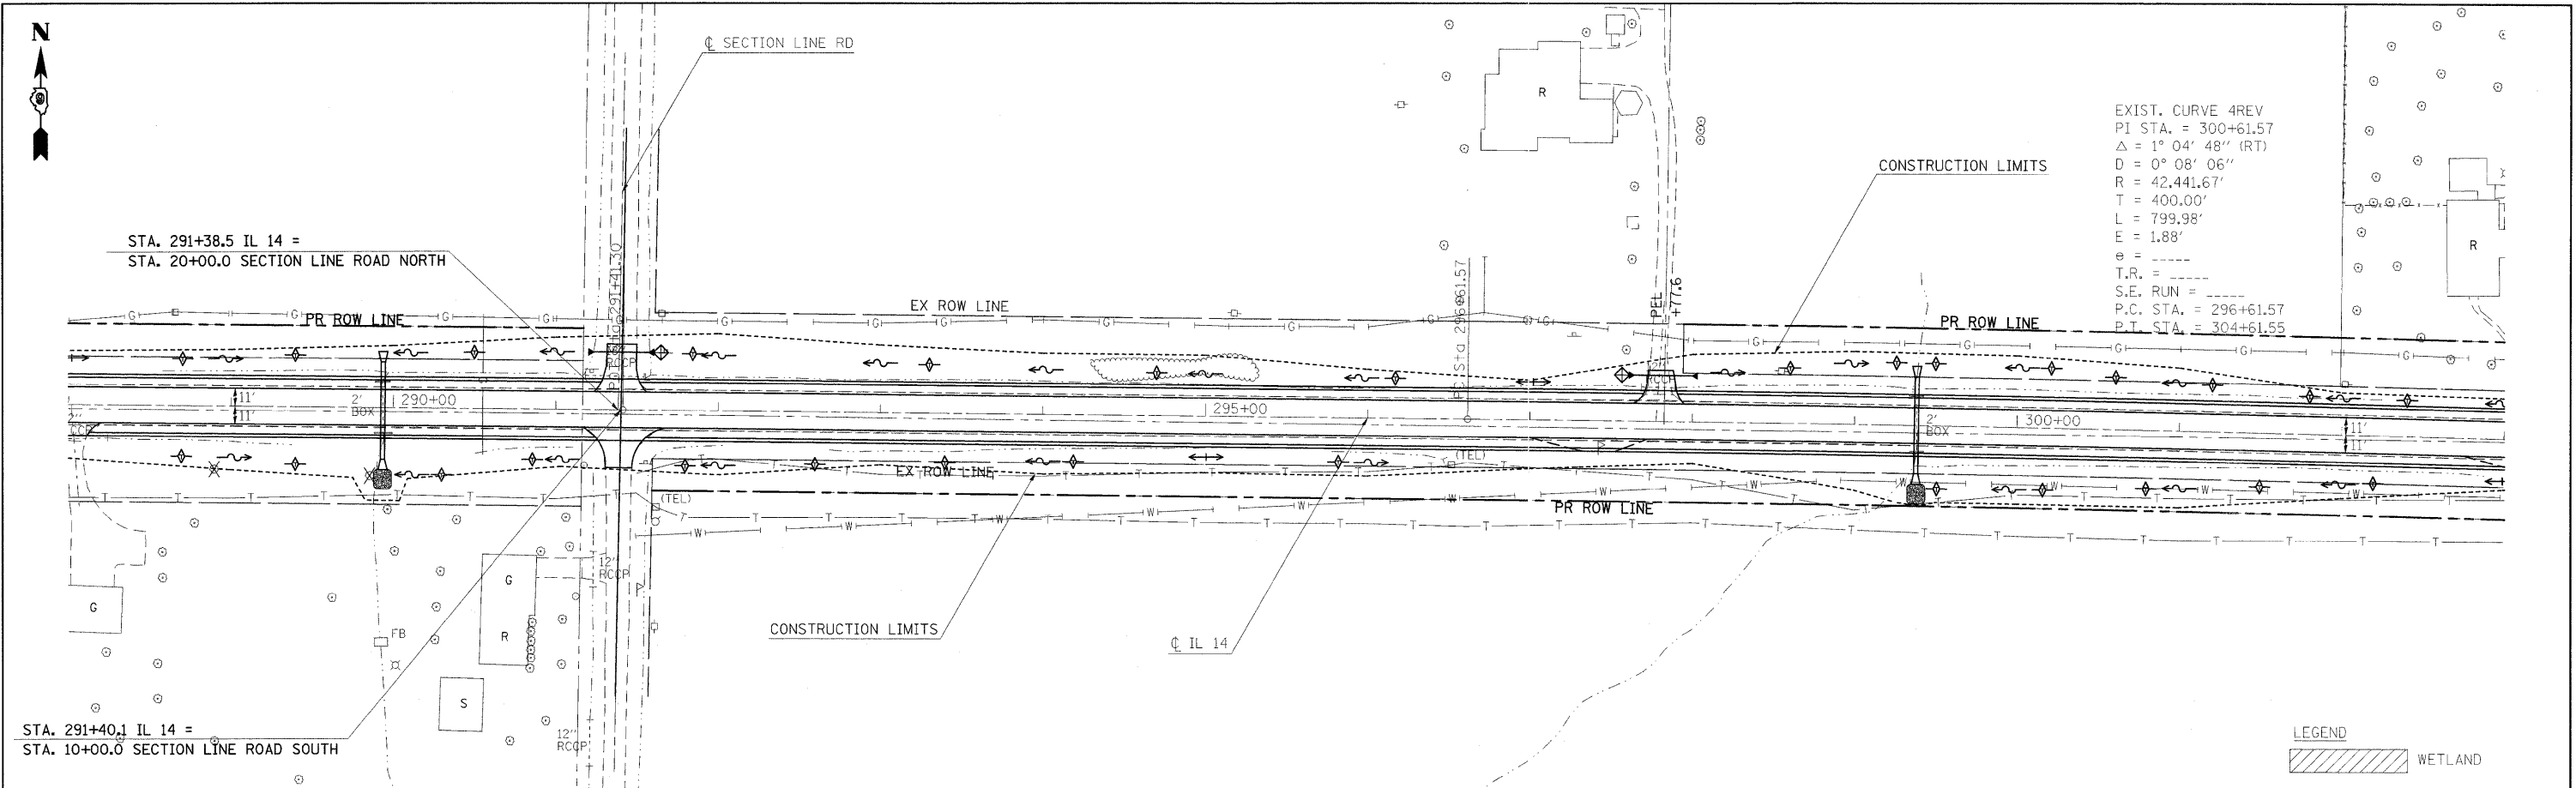 N
℄ SECTION LINE RD
R
EXIST. CURVE 4REV
PI STA. = 300+61.57
Δ = 1° 04' 48'' (RT)
D = 0° 08' 06''
R = 42,441.67'
T = 400.00'
L = 799.98'
E = 1.88'
e = _____
T.R. = _____
S.E. RUN = _____
P.C. STA. = 296+61.57
P.T. STA. = 304+61.55
CONSTRUCTION LIMITS
R
STA. 291+38.5 IL 14 =
STA. 20+00.0 SECTION LINE ROAD NORTH
EX ROW LINE
PR ROW LINE
PR ROW LINE
PEL
+77.6
RCCP
11'
11'
2'
BOX
290+00
295+00
2'
BOX
300+00
11'
11'
EX ROW LINE
(TEL)
(TEL)
PR ROW LINE
12'
RCCP
G
G
R
FB
S
CONSTRUCTION LIMITS
℄ IL 14
STA. 291+40.1 IL 14 =
STA. 10+00.0 SECTION LINE ROAD SOUTH
12''
RCCP
LEGEND
WETLAND